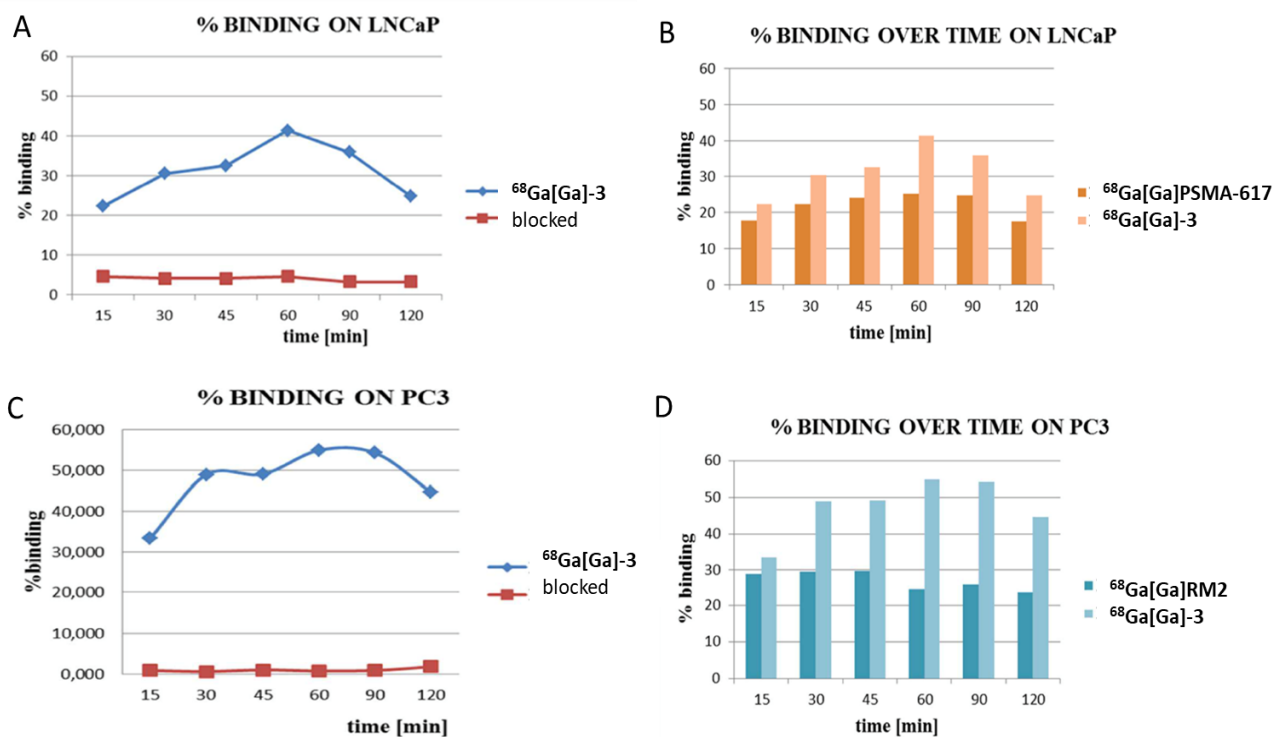 A
% BINDING ON LNCaP
60
50
40
30
20
10
0
% binding
15 30 45 60 90 120
time [min]
⁶⁸Ga[Ga]-3
blocked
B
% BINDING OVER TIME ON LNCaP
60
50
40
30
20
10
0
% binding
15 30 45 60 90 120
time [min]
⁶⁸Ga[Ga]PSMA-617
⁶⁸Ga[Ga]-3
C
% BINDING ON PC3
60,000
50,000
40,000
30,000
20,000
10,000
0,000
%binding
15 30 45 60 90 120
time [min]
⁶⁸Ga[Ga]-3
blocked
D
% BINDING OVER TIME ON PC3
60
50
40
30
20
10
0
% binding
15 30 45 60 90 120
time [min]
⁶⁸Ga[Ga]RM2
⁶⁸Ga[Ga]-3